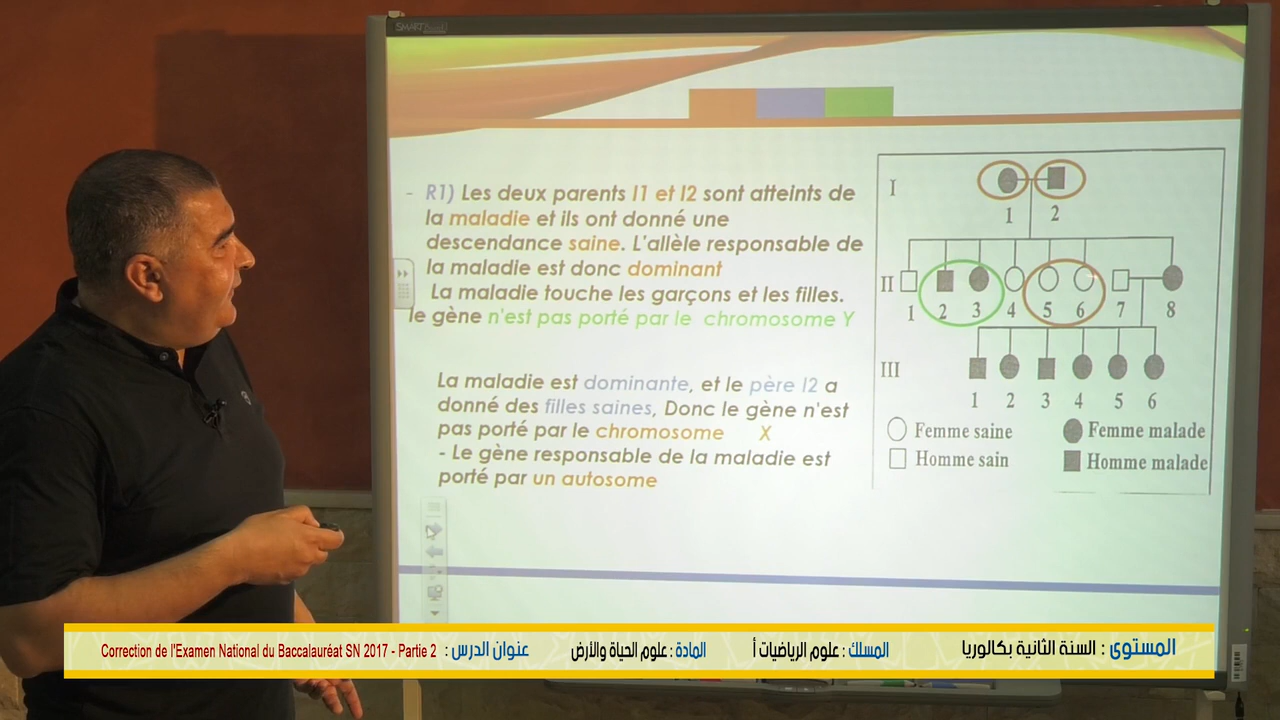 SMART
- R1) Les deux parents I1 et I2 sont atteints de
la maladie et ils ont donné une
descendance saine. L'allèle responsable de
la maladie est donc dominant
La maladie touche les garçons et les filles.
le gène n'est pas porté par le chromosome Y
La maladie est dominante, et le père I2 a
donné des filles saines, Donc le gène n'est
pas porté par le chromosome X
- Le gène responsable de la maladie est
porté par un autosome
I
1 2
II
1 2 3 4 5 6 7 8
III
1 2 3 4 5 6
Femme saine Femme malade
Homme sain Homme malade
المستوى : السنة الثانية بكالوريا المسلك : علوم الرياضيات أ المادة : علوم الحياة والأرض عنوان الدرس : Correction de l'Examen National du Baccalauréat SN 2017 - Partie 2